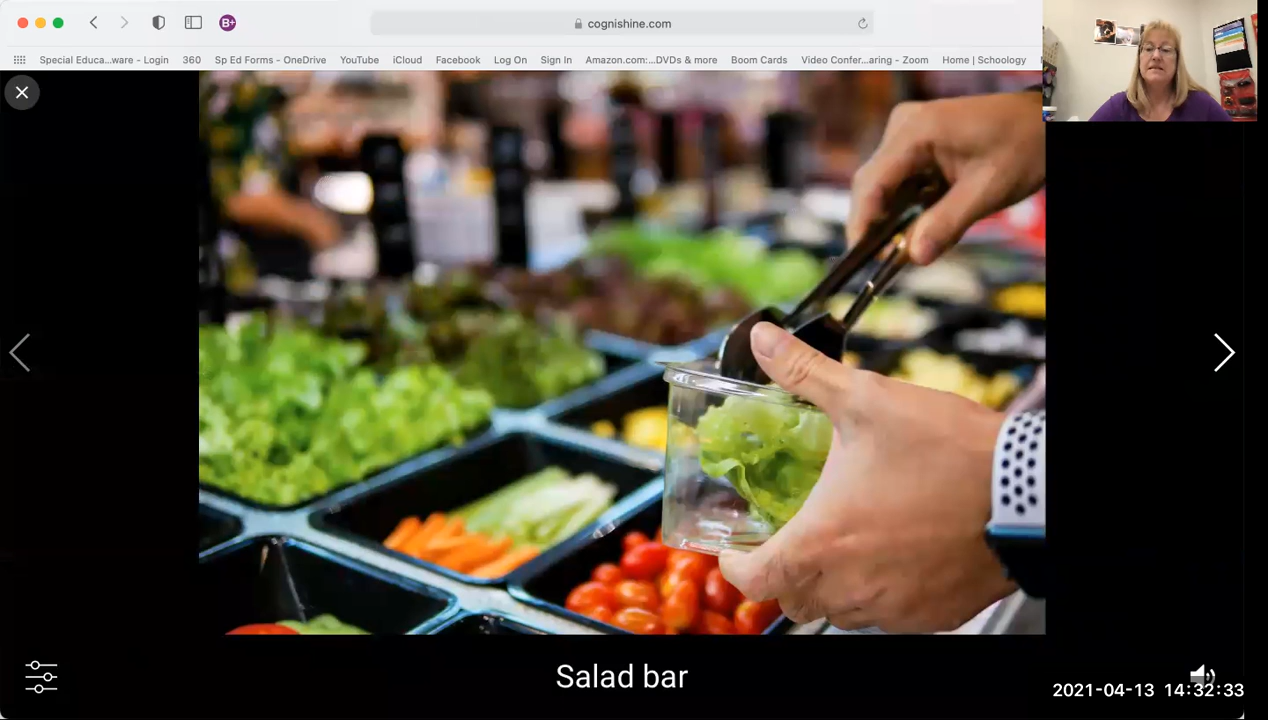 B+
cognishine.com
Special Educa...ware - Login 360 Sp Ed Forms - OneDrive YouTube iCloud Facebook Log On Sign In Amazon.com:...DVDs & more Boom Cards Video Confer...aring - Zoom Home | Schoology
Salad bar
2021-04-13 14:32:33